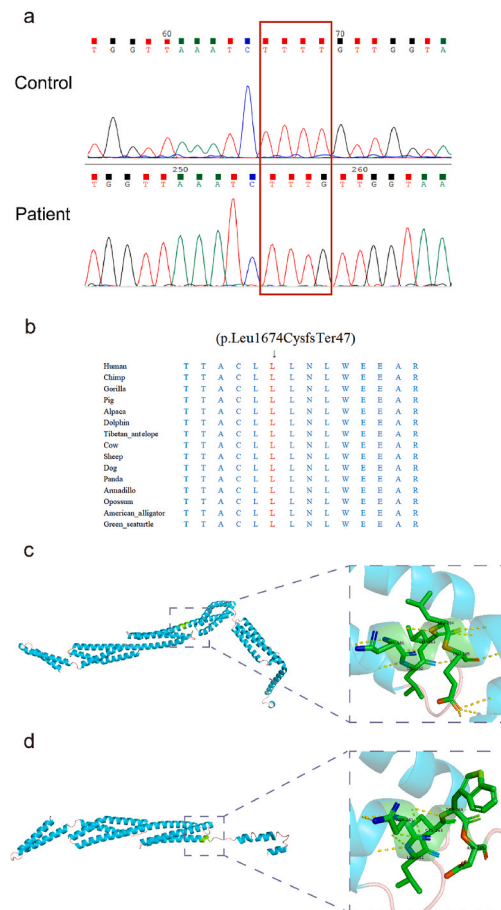 a
60 70
T G G T T A A A T C T T T T G T T G G T A
Control
250 260
T G G T T A A A T C T T T G T T G G T A A
Patient
b
(p.Leu1674CysfsTer47)
↓
Human T T A C L L L N L W E E A R
Chimp T T A C L L L N L W E E A R
Gorilla T T A C L L L N L W E E A R
Pig T T A C L L L N L W E E A R
Alpaca T T A C L L L N L W E E A R
Dolphin T T A C L L L N L W E E A R
Tibetan_antelope T T A C L L L N L W E E A R
Cow T T A C L L L N L W E E A R
Sheep T T A C L L L N L W E E A R
Dog T T A C L L L N L W E E A R
Panda T T A C L L L N L W E E A R
Armadillo T T A C L L L N L W E E A R
Opossum T T A C L L L N L W E E A R
American_alligator T T A C L L L N L W E E A R
Green_seaturtle T T A C L L L N L W E E A R
c
d